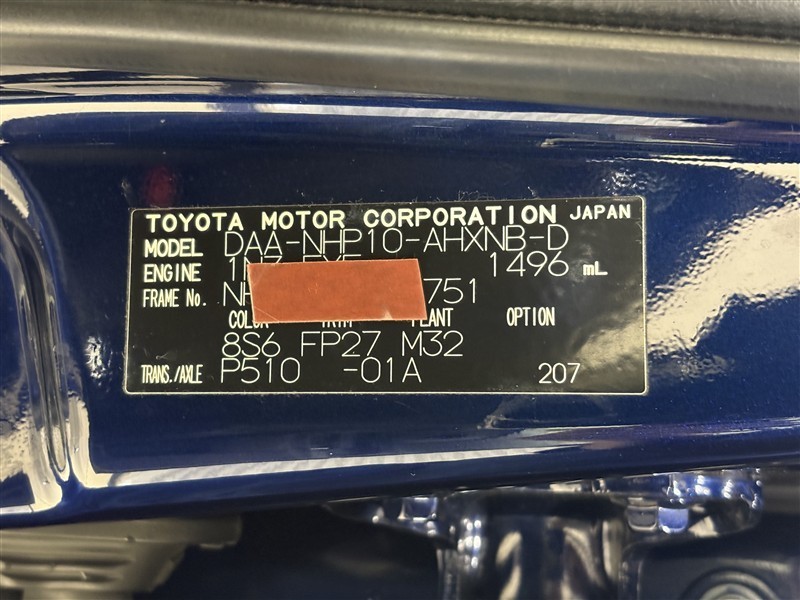 TOYOTA MOTOR CORPORATION JAPAN
MODEL DAA-NHP10-AHXNB-D
ENGINE 1496 mL
FRAME No. 751
COLOR TRIM PLANT OPTION
8S6 FP27 M32
TRANS./AXLE P510 -01A 207